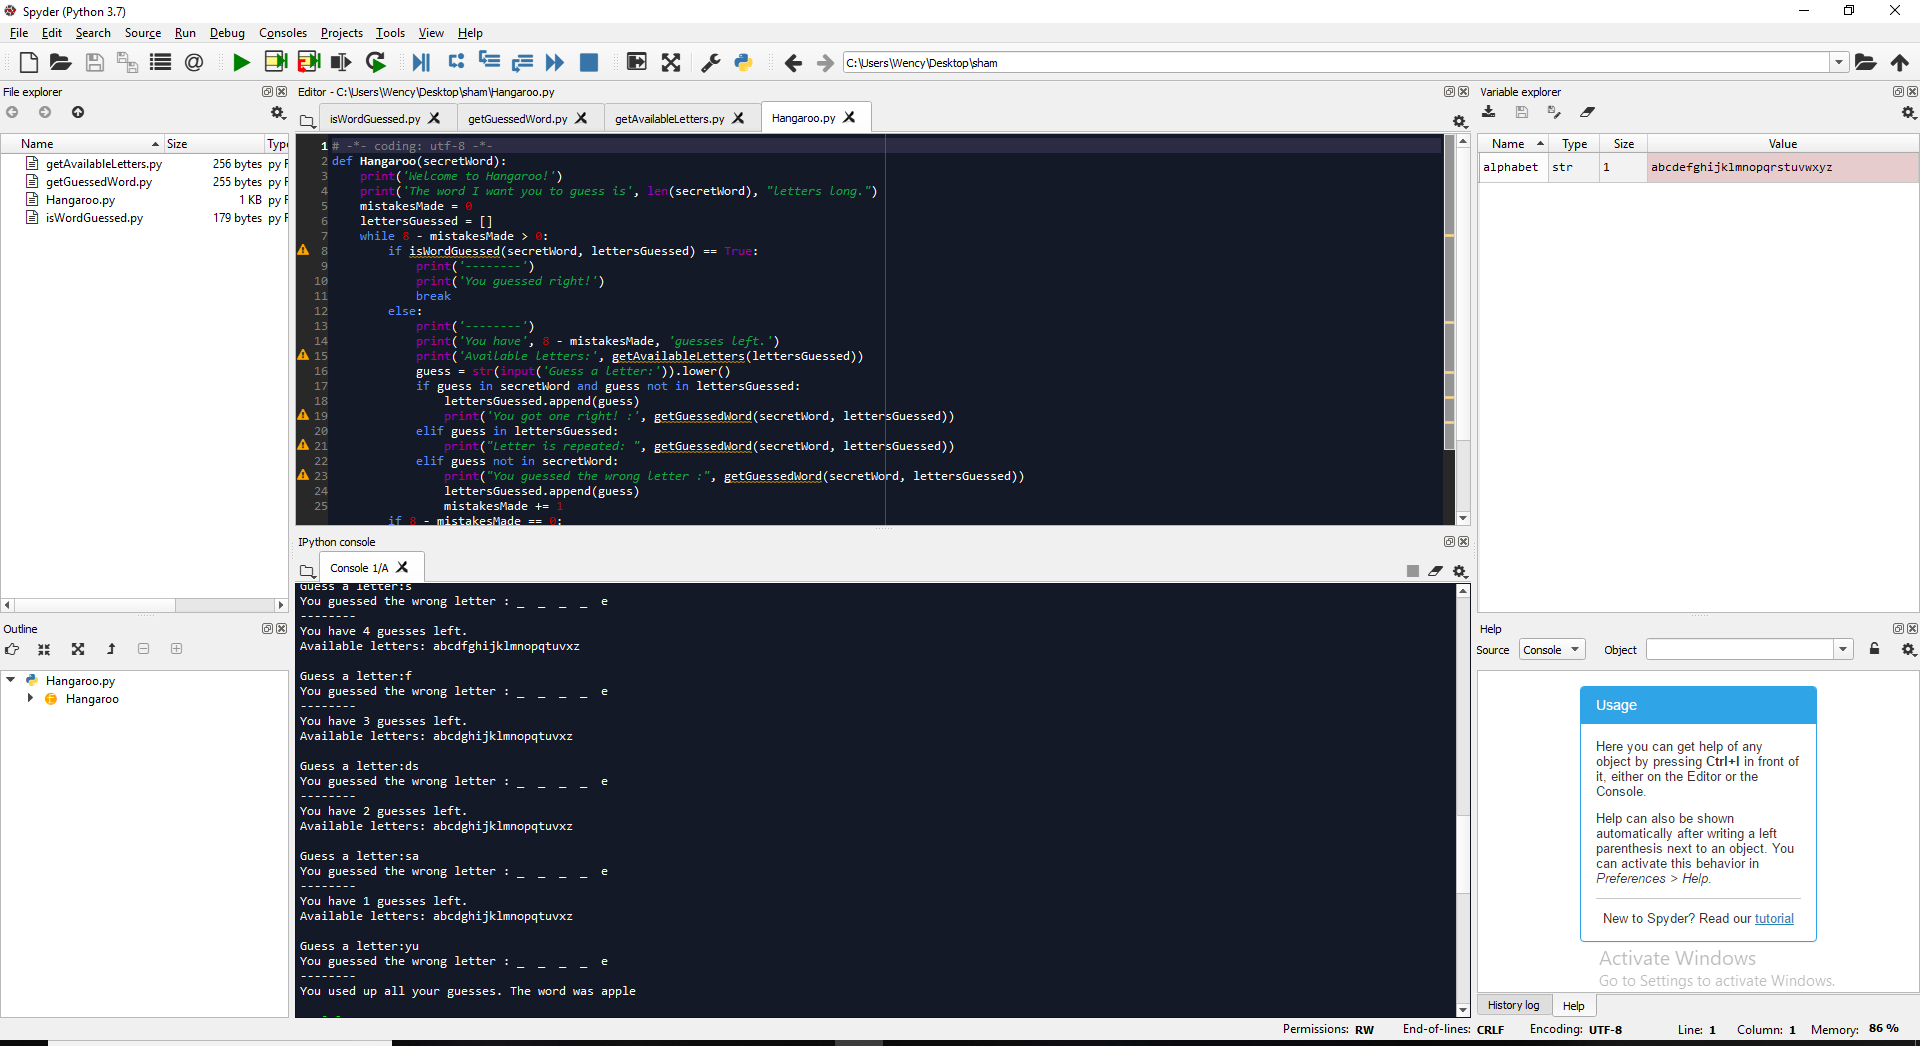 Spyder (Python 3.7)
File Edit Search Source Run Debug Consoles Projects Tools View Help
C:\Users\Wency\Desktop\sham
File explorer
Name Size Type
getAvailableLetters.py 256 bytes py F
getGuessedWord.py 255 bytes py F
Hangaroo.py 1 KB py F
isWordGuessed.py 179 bytes py F
Outline
Hangaroo.py
Hangaroo
Editor - C:\Users\Wency\Desktop\sham\Hangaroo.py
isWordGuessed.py getGuessedWord.py getAvailableLetters.py Hangaroo.py
1 # -*- coding: utf-8 -*-
2 def Hangaroo(secretWord):
3 print('Welcome to Hangaroo!')
4 print('The word I want you to guess is', len(secretWord), "letters long.")
5 mistakesMade = 0
6 lettersGuessed = []
7 while 8 - mistakesMade > 0:
8 if isWordGuessed(secretWord, lettersGuessed) == True:
9 print('--------')
10 print('You guessed right!')
11 break
12 else:
13 print('--------')
14 print('You have', 8 - mistakesMade, 'guesses left.')
15 print('Available letters:', getAvailableLetters(lettersGuessed))
16 guess = str(input('Guess a letter:')).lower()
17 if guess in secretWord and guess not in lettersGuessed:
18 lettersGuessed.append(guess)
19 print('You got one right! :', getGuessedWord(secretWord, lettersGuessed))
20 elif guess in lettersGuessed:
21 print("Letter is repeated: ", getGuessedWord(secretWord, lettersGuessed))
22 elif guess not in secretWord:
23 print("You guessed the wrong letter :", getGuessedWord(secretWord, lettersGuessed))
24 lettersGuessed.append(guess)
25 mistakesMade += 1
if 8 - mistakesMade == 0:
IPython console
Console 1/A
Guess a letter:s
You guessed the wrong letter : _ _ _ _ e
--------
You have 4 guesses left.
Available letters: abcdfghijklmnopqtuvxz
Guess a letter:f
You guessed the wrong letter : _ _ _ _ e
--------
You have 3 guesses left.
Available letters: abcdghijklmnopqtuvxz
Guess a letter:ds
You guessed the wrong letter : _ _ _ _ e
--------
You have 2 guesses left.
Available letters: abcdghijklmnopqtuvxz
Guess a letter:sa
You guessed the wrong letter : _ _ _ _ e
--------
You have 1 guesses left.
Available letters: abcdghijklmnopqtuvxz
Guess a letter:yu
You guessed the wrong letter : _ _ _ _ e
--------
You used up all your guesses. The word was apple
Variable explorer
Name Type Size Value
alphabet str 1 abcdefghijklmnopqrstuvwxyz
Help
Source Console Object
Usage
Here you can get help of any
object by pressing Ctrl+I in front of
it, either on the Editor or the
Console.
Help can also be shown
automatically after writing a left
parenthesis next to an object. You
can activate this behavior in
Preferences > Help.
New to Spyder? Read our tutorial
Activate Windows
Go to Settings to activate Windows.
History log Help
Permissions: RW End-of-lines: CRLF Encoding: UTF-8 Line: 1 Column: 1 Memory: 86 %